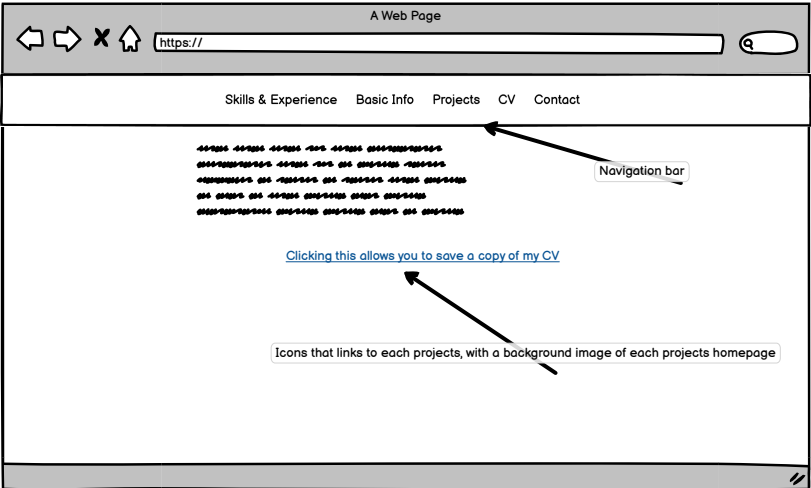 A Web Page
https://
Skills & Experience Basic Info Projects CV Contact
Navigation bar
Clicking this allows you to save a copy of my CV
Icons that links to each projects, with a background image of each projects homepage